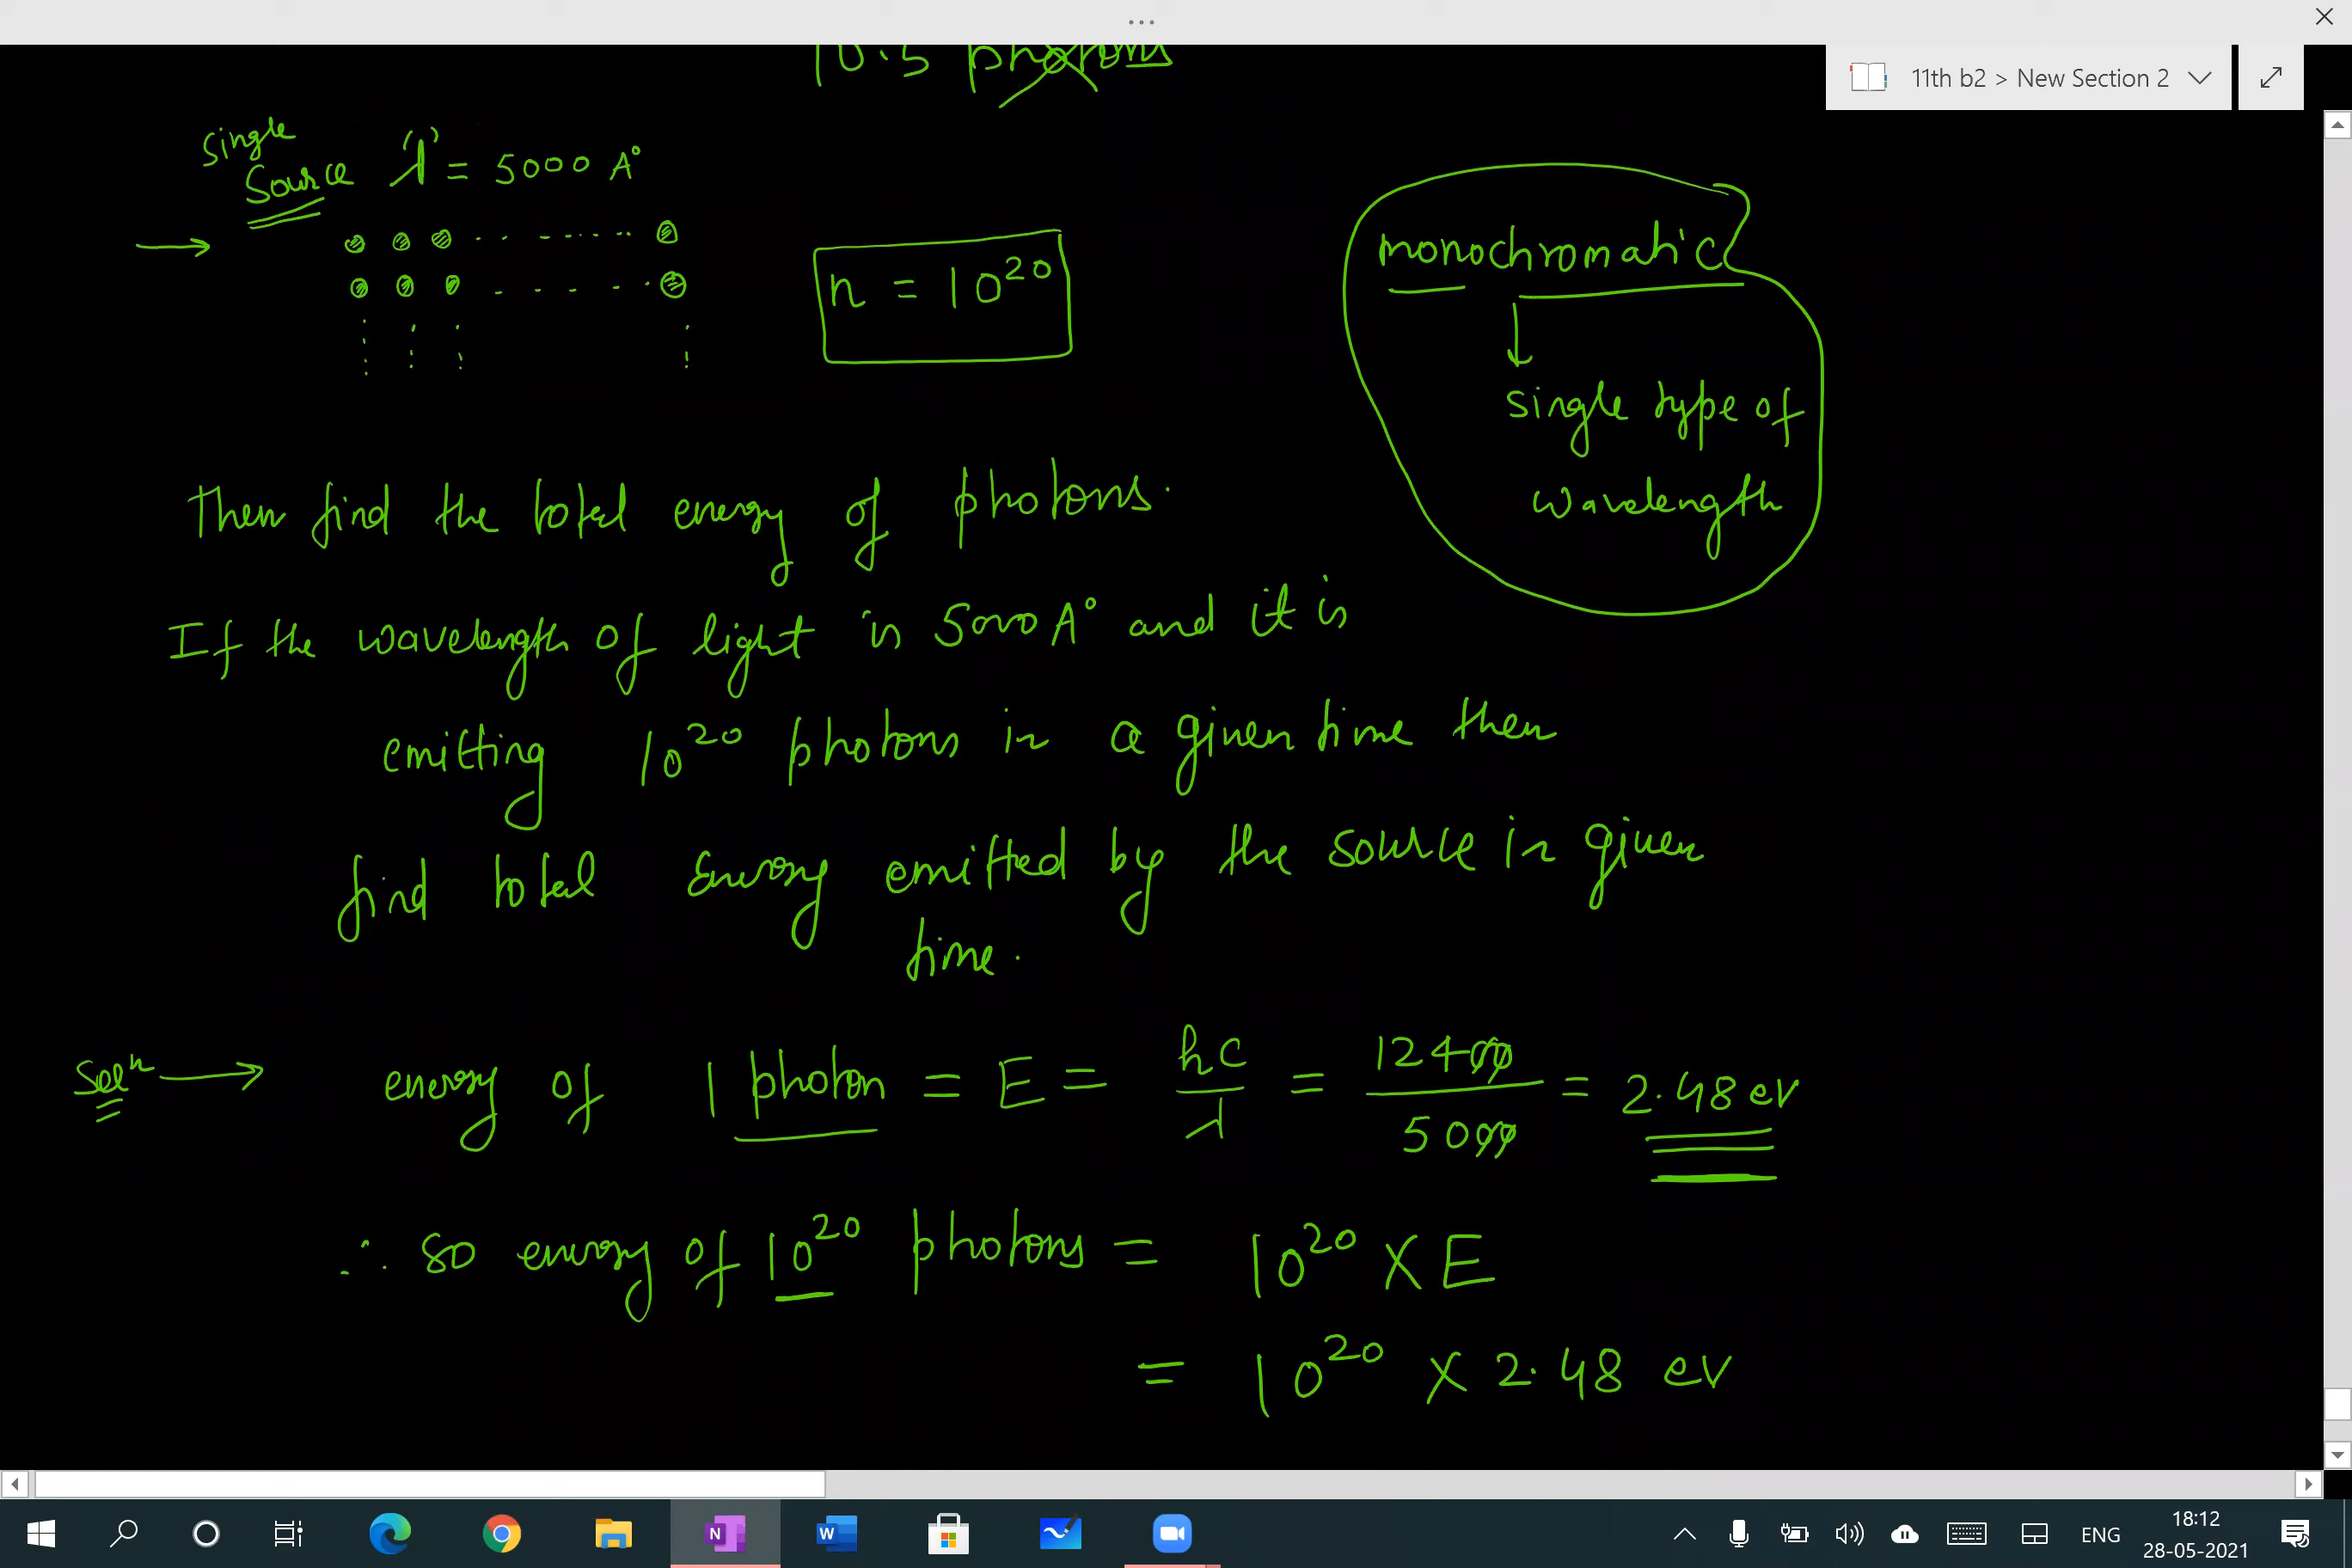 10.5 photons
11th b2 > New Section 2
Single
Source λ = 5000 A°
n = 10²⁰
monochromatic
single type of
wavelength
Then find the total energy of photons.
If the wavelength of light is 5000 A° and it is
emitting 10²⁰ photons in a given time then
find total energy emitted by the source in given
time.
Solⁿ → energy of 1 photon = E = hc/λ = 12400/5000 = 2.48 ev
∴ so energy of 10²⁰ photons = 10²⁰ X E
= 10²⁰ X 2.48 ev
ENG
18:12
28-05-2021